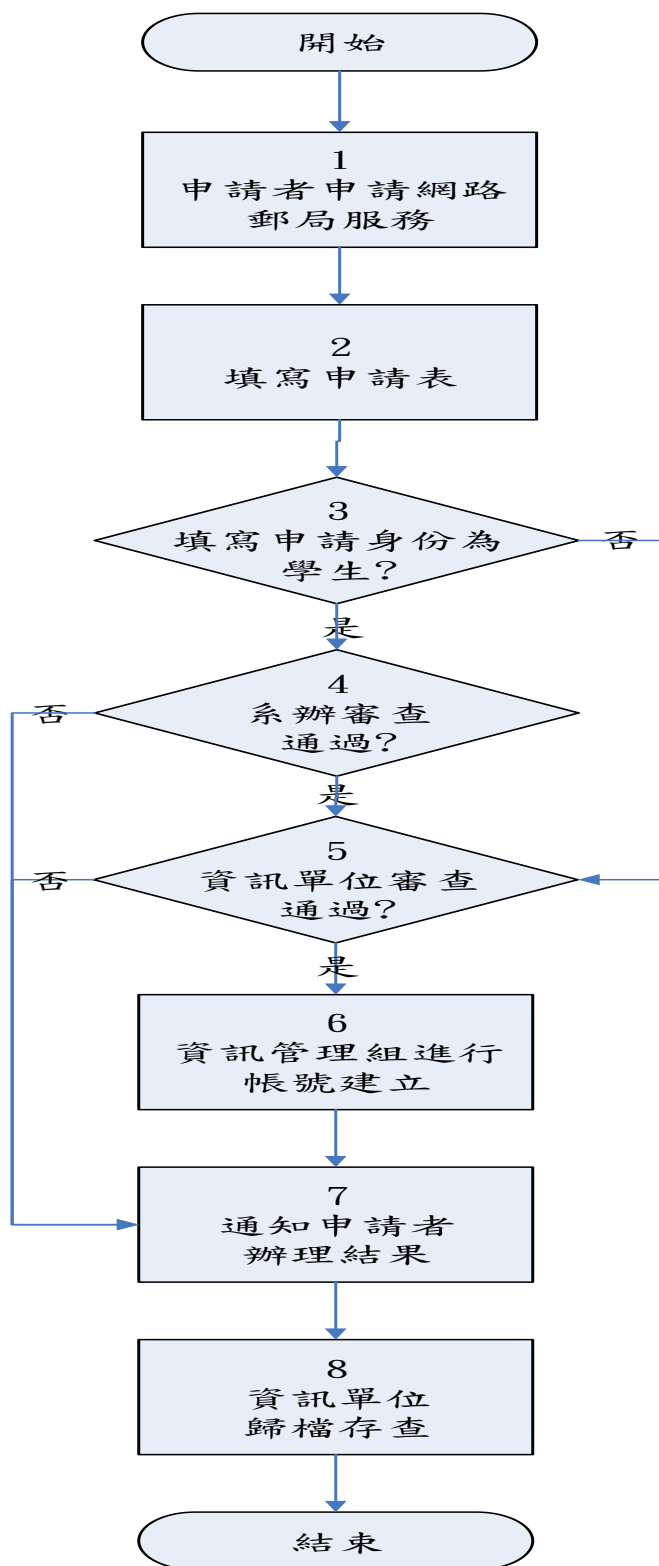 開始
1
申請者申請網路
郵局服務
2
填寫申請表
3
填寫申請身份為
學生?
否
是
4
系辦審查
通過?
否
是
5
資訊單位審查
通過?
否
是
6
資訊管理組進行
帳號建立
7
通知申請者
辦理結果
8
資訊單位
歸檔存查
結束